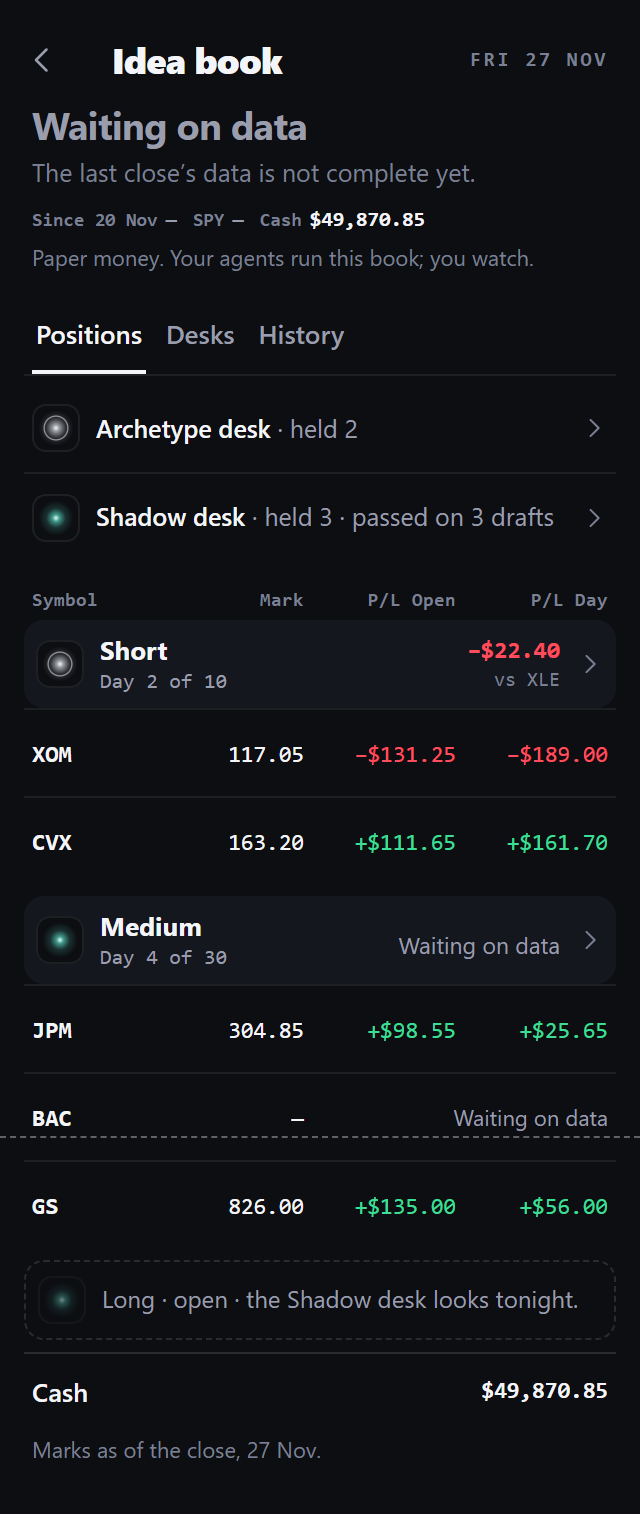 Idea book FRI 27 NOV
Waiting on data
The last close’s data is not complete yet.
Since 20 Nov — SPY — Cash $49,870.85
Paper money. Your agents run this book; you watch.
Positions Desks History
Archetype desk · held 2
Shadow desk · held 3 · passed on 3 drafts
Symbol Mark P/L Open P/L Day
Short −$22.40
Day 2 of 10 vs XLE
XOM 117.05 −$131.25 −$189.00
CVX 163.20 +$111.65 +$161.70
Medium
Day 4 of 30 Waiting on data
JPM 304.85 +$98.55 +$25.65
BAC — Waiting on data
GS 826.00 +$135.00 +$56.00
Long · open · the Shadow desk looks tonight.
Cash $49,870.85
Marks as of the close, 27 Nov.